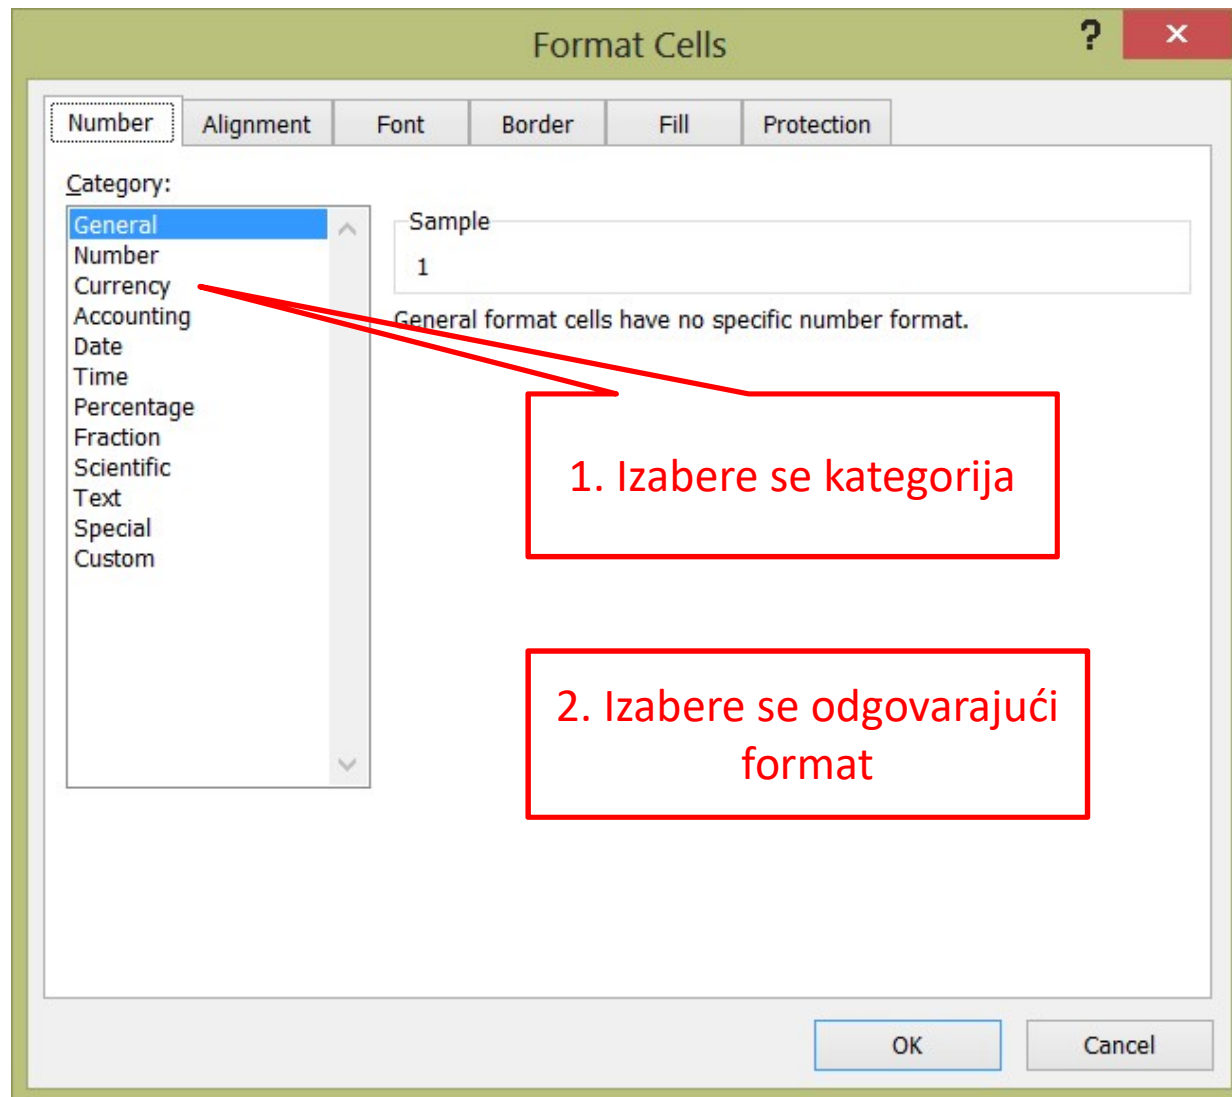 Format Cells
?
Number Alignment Font Border Fill Protection
Category:
General
Number
Currency
Accounting
Date
Time
Percentage
Fraction
Scientific
Text
Special
Custom
Sample
1
General format cells have no specific number format.
1. Izabere se kategorija
2. Izabere se odgovarajući
format
OK Cancel